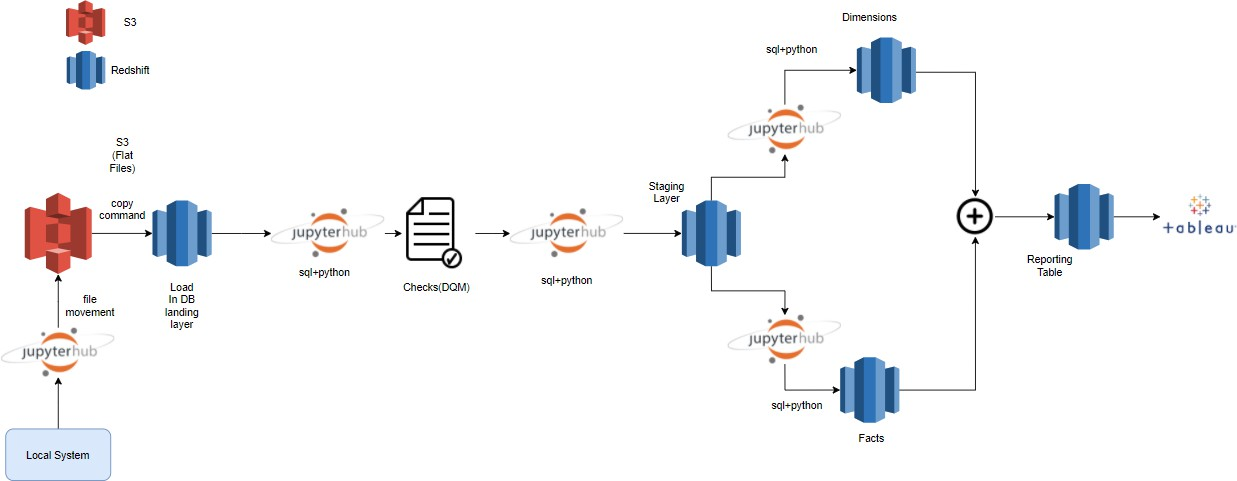 S3
Redshift
Dimensions
sql+python
jupyterhub
S3
(Flat
Files)
copy
command
Staging
Layer
jupyterhub
sql+python
Checks(DQM)
jupyterhub
sql+python
Load
In DB
landing
layer
file
movement
jupyterhub
Local System
jupyterhub
sql+python
Facts
Reporting
Table
+ableau